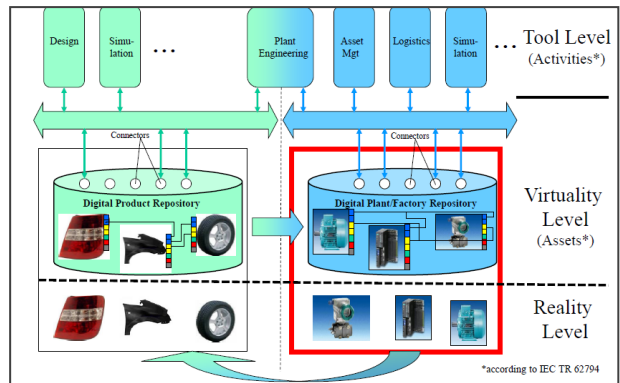 Design
Simu-
lation
...
Plant
Engineering
Asset
Mgt
Logistics
Simu-
lation
... Tool Level
(Activities*)
Connectors
Connectors
Digital Product Repository
Digital Plant/Factory Repository
Virtuality
Level
(Assets*)
Reality
Level
*according to IEC TR 62794